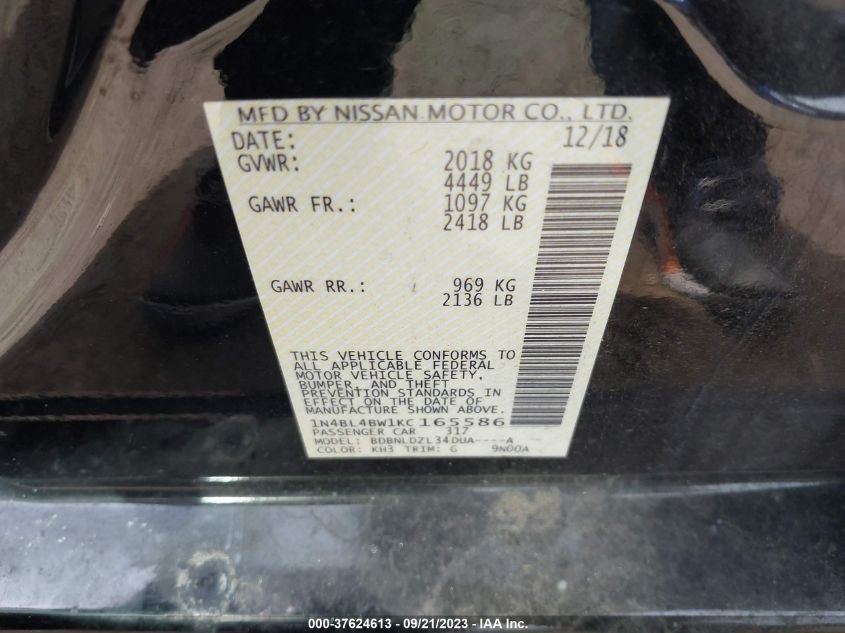 MFD BY NISSAN MOTOR CO., LTD.
DATE: 12/18
GVWR: 2018 KG
4449 LB
GAWR FR.: 1097 KG
2418 LB
GAWR RR.: 969 KG
2136 LB
THIS VEHICLE CONFORMS TO
ALL APPLICABLE FEDERAL
MOTOR VEHICLE SAFETY,
BUMPER, AND THEFT
PREVENTION STANDARDS IN
EFFECT ON THE DATE OF
MANUFACTURE SHOWN ABOVE.
1N4BL4BW1KC165586
PASSENGER CAR 317
MODEL: BDBNLDZL34DUA----A
COLOR: KH3 TRIM: G 9N00A
000-37624613 - 09/21/2023 - IAA Inc.